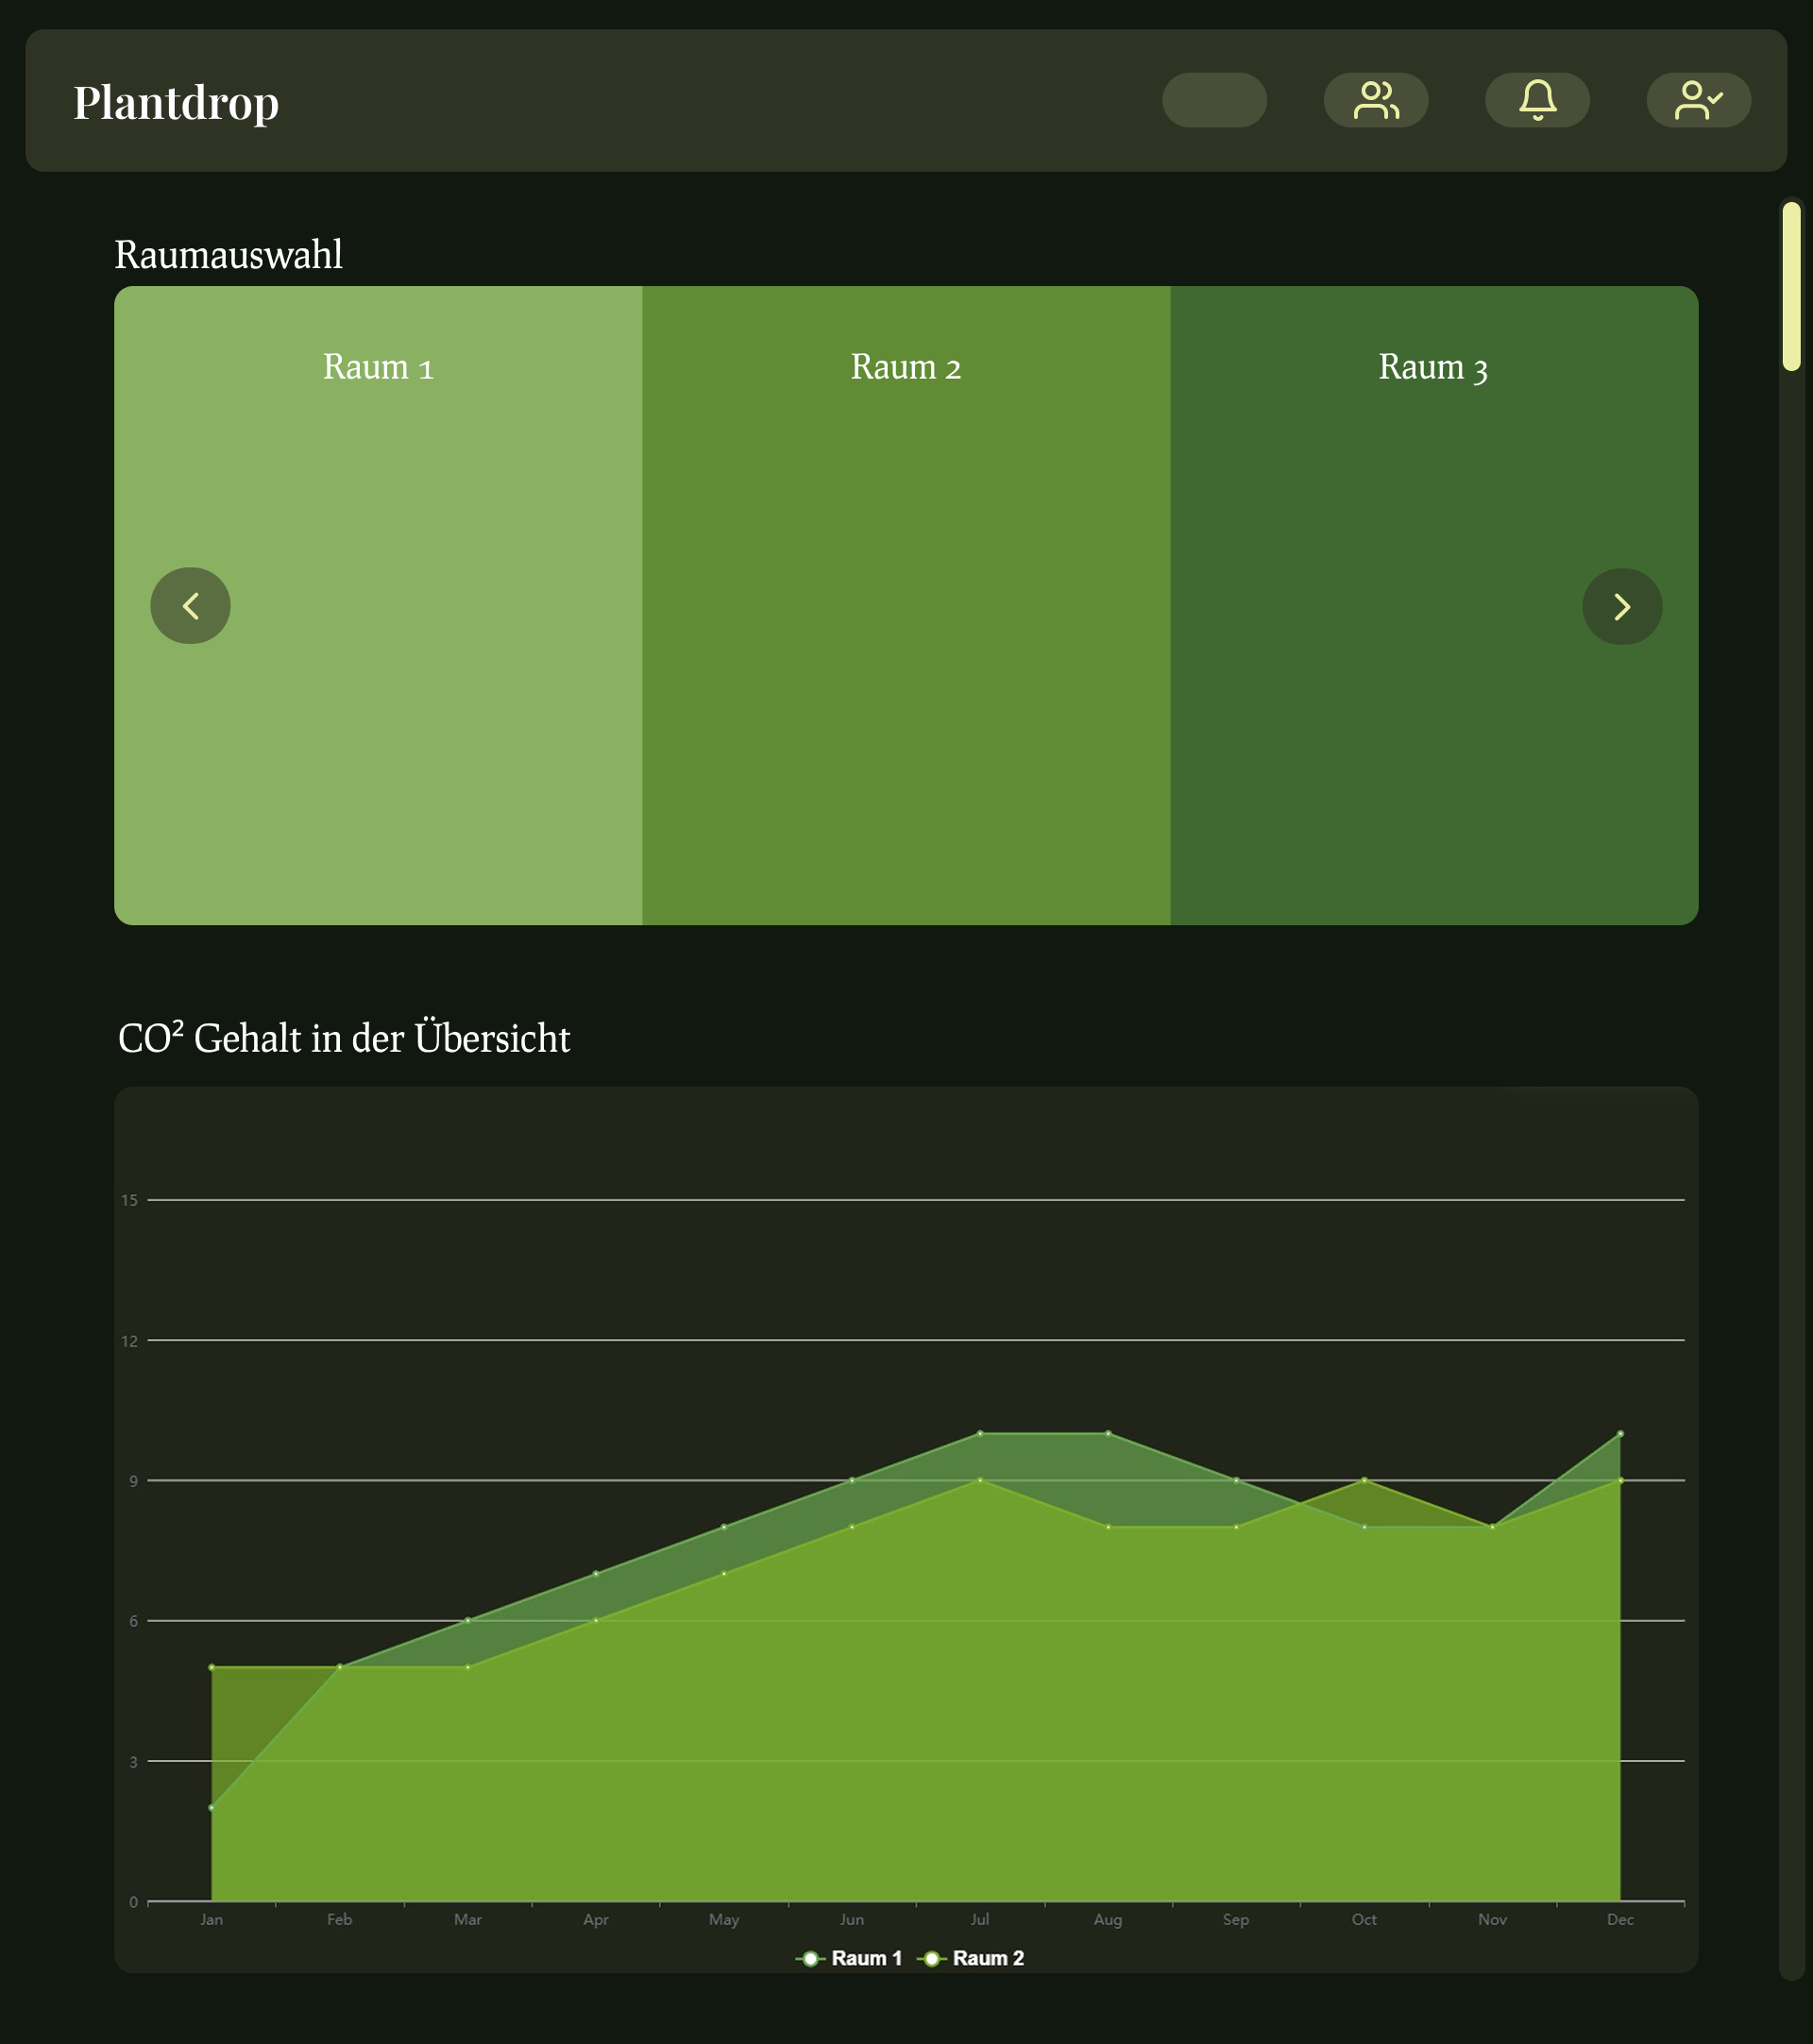 Plantdrop
Raumauswahl
Raum 1
Raum 2
Raum 3
CO² Gehalt in der Übersicht
15
12
9
6
3
0
Jan Feb Mar Apr May Jun Jul Aug Sep Oct Nov Dec
Raum 1 Raum 2